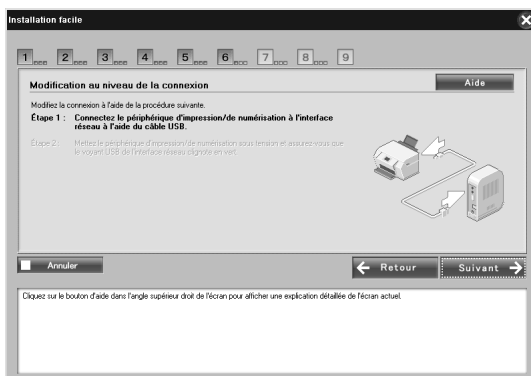 Installation facile
1 2 3 4 5 6 7 8 9
Modification au niveau de la connexion
Aide
Modifiez la connexion à l'aide de la procédure suivante.
Étape 1 : Connectez le périphérique d'impression/de numérisation à l'interface
réseau à l'aide du câble USB.
Étape 2 : Mettez le périphérique d'impression/de numérisation sous tension et assurez-vous que
le voyant USB de l'interface réseau clignote en vert.
Annuler
Retour
Suivant
Cliquez sur le bouton d'aide dans l'angle supérieur droit de l'écran pour afficher une explication détaillée de l'écran actuel.